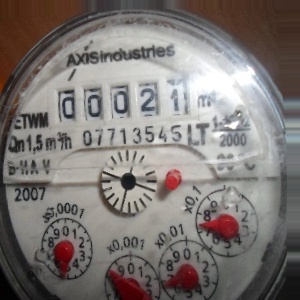 AXISindustries
00021 m³
ETWM
Qn 1,5 m³/h 07713545 LT 2000
B-H A-V 90°C
2007
x0,0001 x0,001 x0,01 x0,1